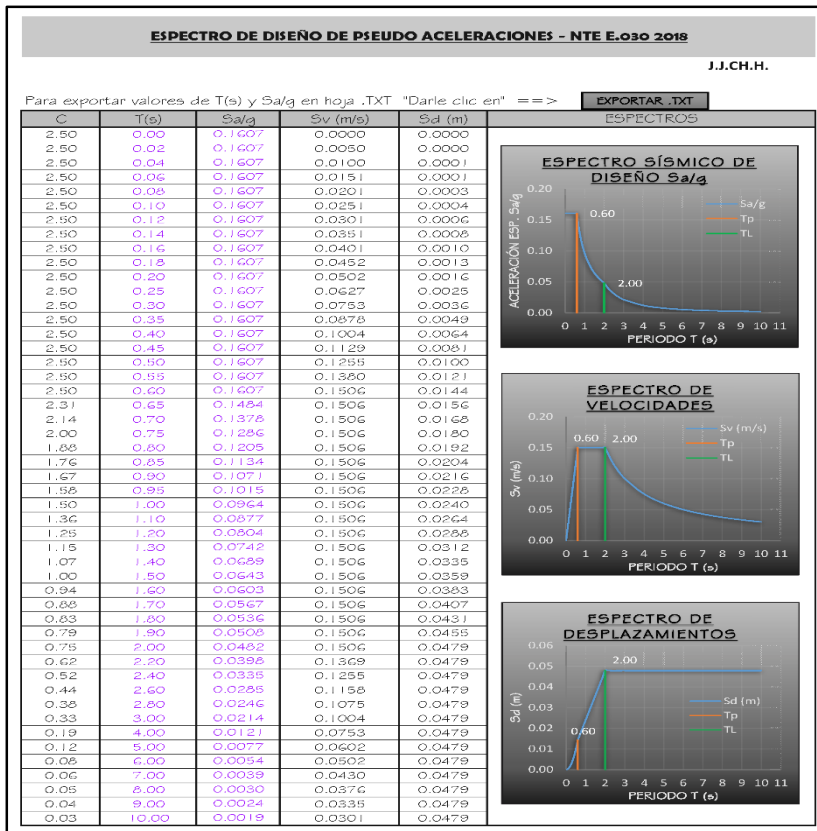 ESPECTRO DE DISEÑO DE PSEUDO ACELERACIONES - NTE E.030 2018
J.J.CH.H.
Para exportar valores de T(s) y Sa/g en hoja .TXT "Darle clic en" ==> EXPORTAR .TXT
C T(s) Sa/g Sv (m/s) Sd (m) ESPECTROS
2.50 0.00 0.1607 0.0000 0.0000
2.50 0.02 0.1607 0.0050 0.0000
2.50 0.04 0.1607 0.0100 0.0001
2.50 0.06 0.1607 0.0151 0.0001
2.50 0.08 0.1607 0.0201 0.0003
2.50 0.10 0.1607 0.0251 0.0004
2.50 0.12 0.1607 0.0301 0.0006
2.50 0.14 0.1607 0.0351 0.0008
2.50 0.16 0.1607 0.0401 0.0010
2.50 0.18 0.1607 0.0452 0.0013
2.50 0.20 0.1607 0.0502 0.0016
2.50 0.25 0.1607 0.0627 0.0025
2.50 0.30 0.1607 0.0753 0.0036
2.50 0.35 0.1607 0.0878 0.0049
2.50 0.40 0.1607 0.1004 0.0064
2.50 0.45 0.1607 0.1129 0.0081
2.50 0.50 0.1607 0.1255 0.0100
2.50 0.55 0.1607 0.1380 0.0121
2.50 0.60 0.1607 0.1506 0.0144
2.31 0.65 0.1484 0.1506 0.0156
2.14 0.70 0.1378 0.1506 0.0168
2.00 0.75 0.1286 0.1506 0.0180
1.88 0.80 0.1205 0.1506 0.0192
1.76 0.85 0.1134 0.1506 0.0204
1.67 0.90 0.1071 0.1506 0.0216
1.58 0.95 0.1015 0.1506 0.0228
1.50 1.00 0.0964 0.1506 0.0240
1.36 1.10 0.0877 0.1506 0.0264
1.25 1.20 0.0804 0.1506 0.0288
1.15 1.30 0.0742 0.1506 0.0312
1.07 1.40 0.0689 0.1506 0.0335
1.00 1.50 0.0643 0.1506 0.0359
0.94 1.60 0.0603 0.1506 0.0383
0.88 1.70 0.0567 0.1506 0.0407
0.83 1.80 0.0536 0.1506 0.0431
0.79 1.90 0.0508 0.1506 0.0455
0.75 2.00 0.0482 0.1506 0.0479
0.62 2.20 0.0398 0.1369 0.0479
0.52 2.40 0.0335 0.1255 0.0479
0.44 2.60 0.0285 0.1158 0.0479
0.38 2.80 0.0246 0.1075 0.0479
0.33 3.00 0.0214 0.1004 0.0479
0.19 4.00 0.0121 0.0753 0.0479
0.12 5.00 0.0077 0.0602 0.0479
0.08 6.00 0.0054 0.0502 0.0479
0.06 7.00 0.0039 0.0430 0.0479
0.05 8.00 0.0030 0.0376 0.0479
0.04 9.00 0.0024 0.0335 0.0479
0.03 10.00 0.0019 0.0301 0.0479
ESPECTRO SÍSMICO DE
DISEÑO Sa/g
ACELERACIÓN ESP. Sa/g
0.20
0.15
0.10
0.05
0.00
0.60
2.00
Sa/g
Tp
TL
0 1 2 3 4 5 6 7 8 9 10 11
PERIODO T (s)
ESPECTRO DE
VELOCIDADES
Sv (m/s)
0.20
0.15
0.10
0.05
0.00
0.60 2.00
Sv (m/s)
Tp
TL
0 1 2 3 4 5 6 7 8 9 10 11
PERIODO T (s)
ESPECTRO DE
DESPLAZAMIENTOS
Sd (m)
0.06
0.05
0.04
0.03
0.02
0.01
0.00
2.00
0.60
Sd (m)
Tp
TL
0 1 2 3 4 5 6 7 8 9 10 11
PERIODO T (s)